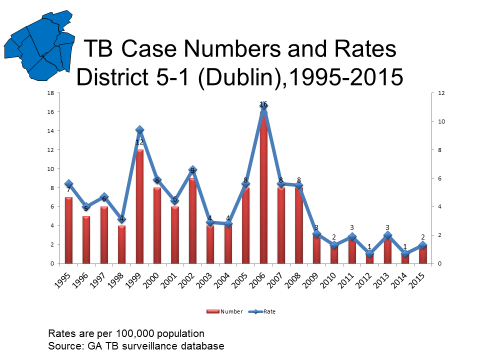 TB Case Numbers and Rates
District 5-1 (Dublin),1995-2015
18 16 14 12 10 8 6 4 2 0
12 10 8 6 4 2 0
7 5 6 4 12 8 6 9 4 4 8 16 8 8 3 2 3 1 3 1 2
1995 1996 1997 1998 1999 2000 2001 2002 2003 2004 2005 2006 2007 2008 2009 2010 2011 2012 2013 2014 2015
Number Rate
Rates are per 100,000 population
Source: GA TB surveillance database